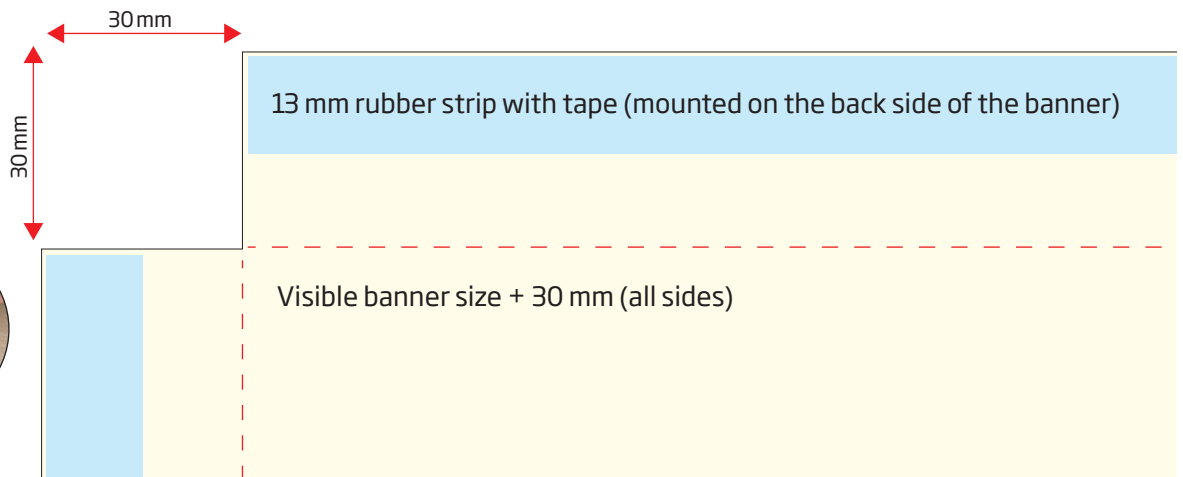 30 mm
30 mm
13 mm rubber strip with tape (mounted on the back side of the banner)
Visible banner size + 30 mm (all sides)